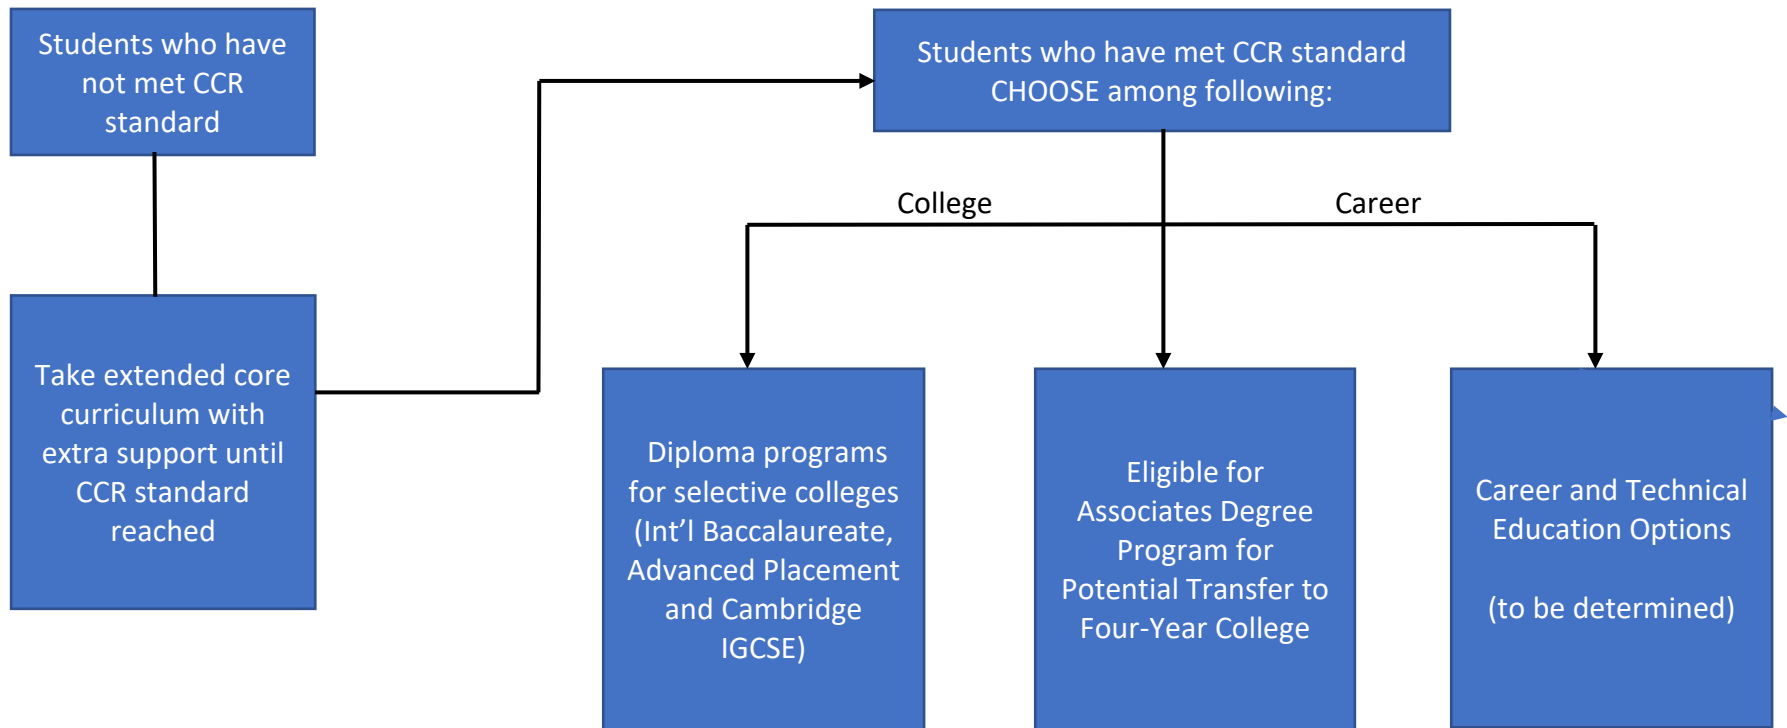 Students who have
not met CCR
standard
Students who have met CCR standard
CHOOSE among following:
College
Career
Take extended core
curriculum with
extra support until
CCR standard
reached
Diploma programs
for selective colleges
(Int’l Baccalaureate,
Advanced Placement
and Cambridge
IGCSE)
Eligible for
Associates Degree
Program for
Potential Transfer to
Four-Year College
Career and Technical
Education Options
(to be determined)